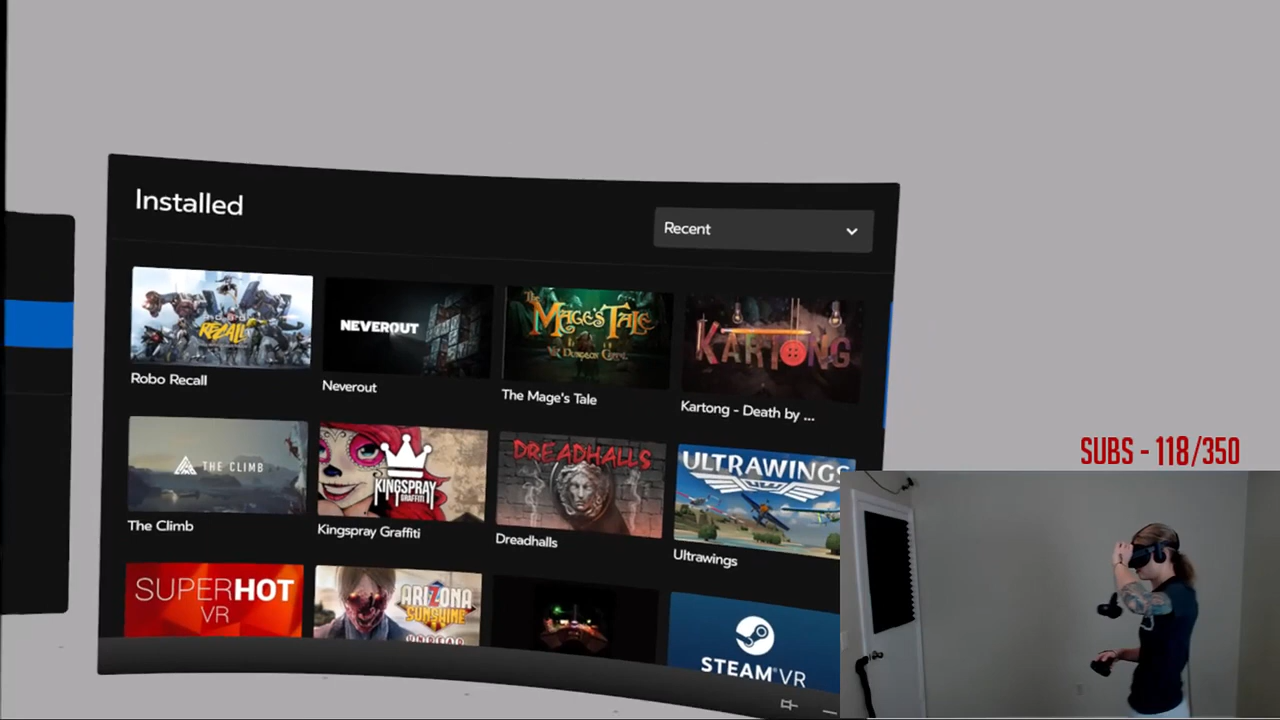 Installed
Recent
RECALL
NEVEROUT
The
MAGE'S TALE
KARTONG
Robo Recall
Neverout
The Mage's Tale
Kartong - Death by ...
THE CLIMB
KINGSPRAY
GRAFFITI
DREADHALLS
ULTRAWINGS
The Climb
Kingspray Graffiti
Dreadhalls
Ultrawings
SUPERHOT
VR
ARIZONA
SUNSHINE
STEAM VR
SUBS - 118/350